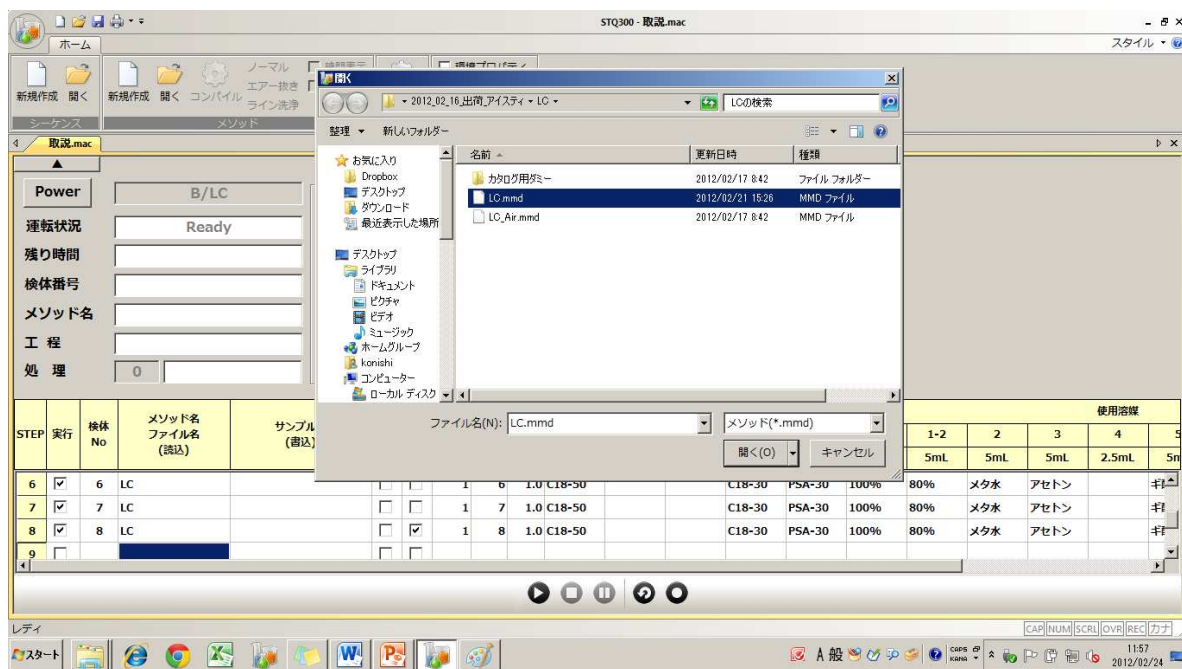 STQ300 - 取説.mac
ホーム
スタイル
新規作成 開く 新規作成 開く コンパイル
ノーマル
エアー抜き
ライン洗浄
シーケンス メソッド
取説.mac
開く
2012_02_16_出荷_アイスティ LC
LCの検索
整理 新しいフォルダー
お気に入り
Dropbox
デスクトップ
ダウンロード
最近表示した場所
デスクトップ
ライブラリ
ドキュメント
ピクチャ
ビデオ
ミュージック
ホームグループ
konishi
コンピューター
ローカル ディスク
名前 更新日時 種類
カタログ用ダミー 2012/02/17 8:42 ファイル フォルダー
LC.mmd 2012/02/21 15:26 MMD ファイル
LC_Air.mmd 2012/02/17 8:42 MMD ファイル
ファイル名(N): LC.mmd メソッド(*.mmd)
開く(O) キャンセル
Power B/LC
運転状況 Ready
残り時間
検体番号
メソッド名
工 程
処 理 0
使用溶媒
STEP 実行 検体No メソッド名 ファイル名 (読込) サンプル (書込) 1-2 2 3 4 5
5mL 5mL 5mL 2.5mL
6 6 LC 1 6 1.0 C18-50 C18-30 PSA-30 100% 80% メタ水 アセトン
7 7 LC 1 7 1.0 C18-50 C18-30 PSA-30 100% 80% メタ水 アセトン
8 8 LC 1 8 1.0 C18-50 C18-30 PSA-30 100% 80% メタ水 アセトン
9
レディ
CAP NUM SCRL OVR REC カナ
スタート
A 般
CAPS
KANA
11:57
2012/02/24